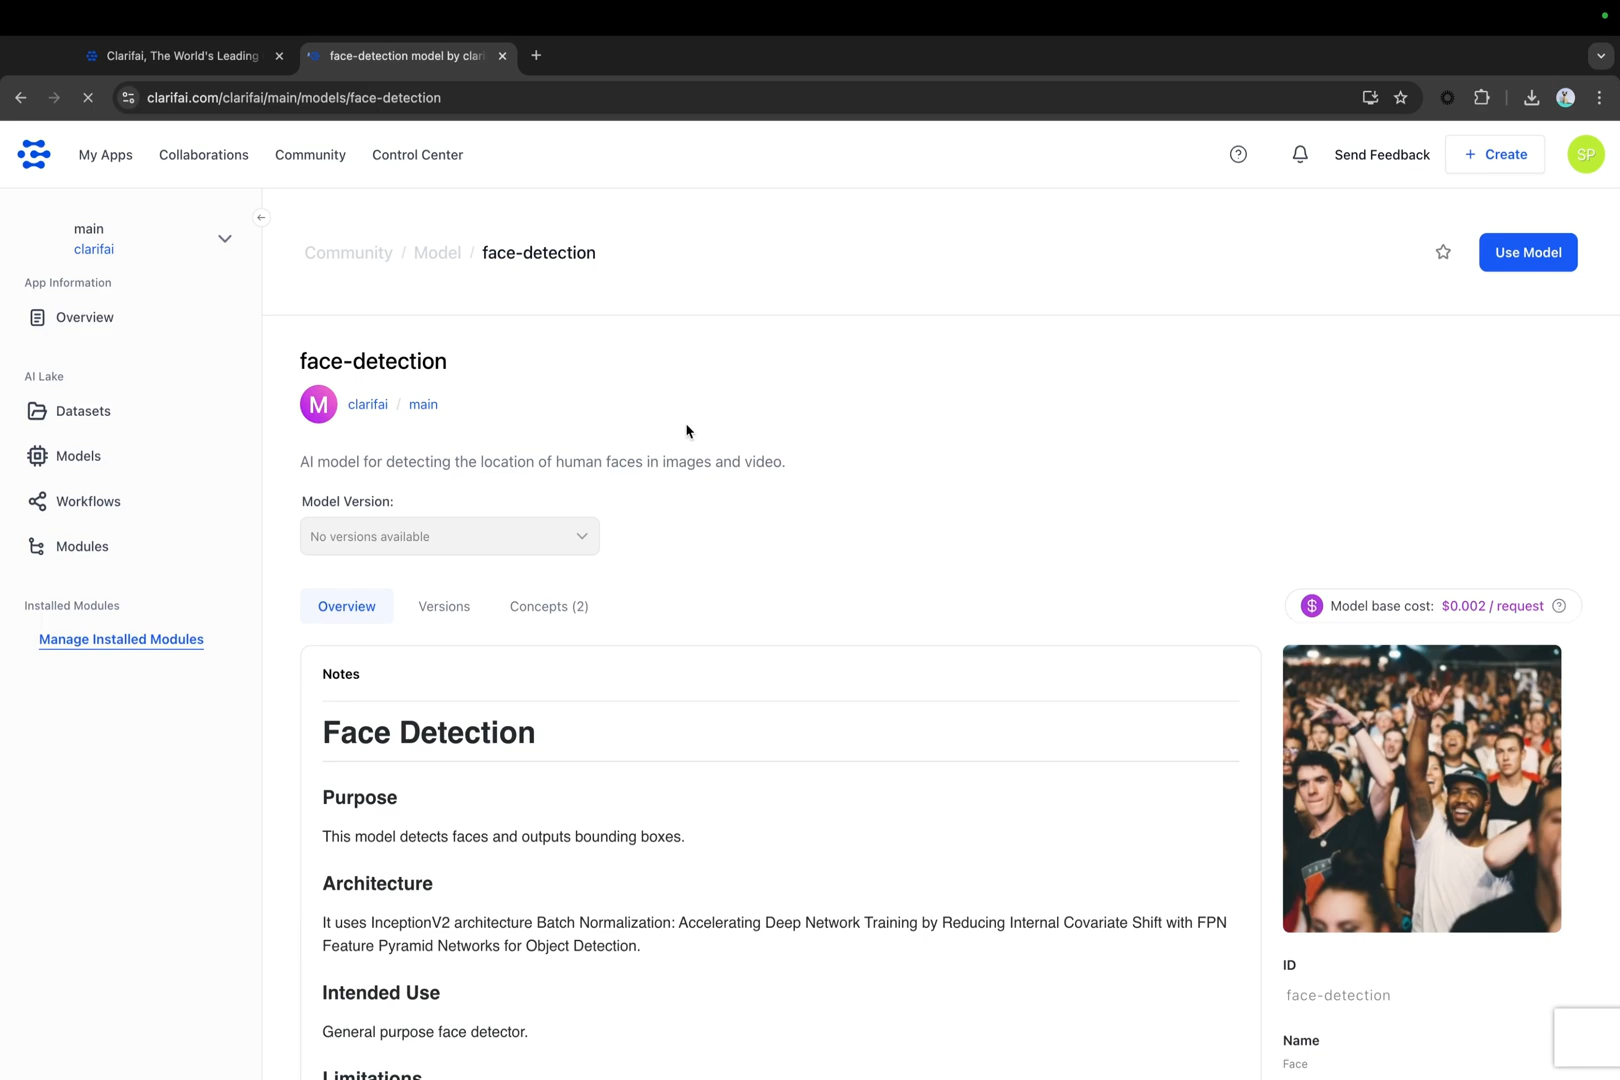 Clarifai, The World's Leading
face-detection model by clari
clarifai.com/clarifai/main/models/face-detection
My Apps
Collaborations
Community
Control Center
Send Feedback
+ Create
SP
main
clarifai
App Information
Overview
AI Lake
Datasets
Models
Workflows
Modules
Installed Modules
Manage Installed Modules
Community / Model / face-detection
Use Model
face-detection
M
clarifai / main
AI model for detecting the location of human faces in images and video.
Model Version:
No versions available
Overview
Versions
Concepts (2)
$ Model base cost: $0.002 / request
Notes
Face Detection
Purpose
This model detects faces and outputs bounding boxes.
Architecture
It uses InceptionV2 architecture Batch Normalization: Accelerating Deep Network Training by Reducing Internal Covariate Shift with FPN
Feature Pyramid Networks for Object Detection.
Intended Use
General purpose face detector.
Limitations
ID
face-detection
Name
Face